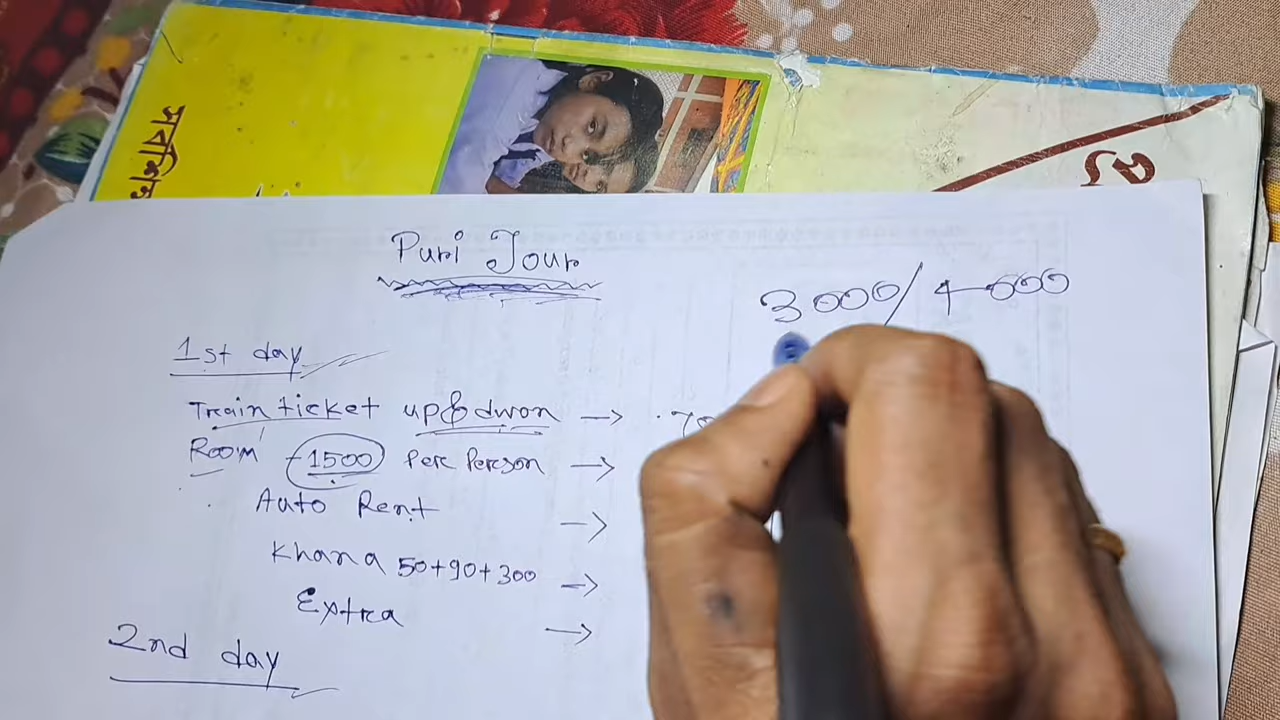 Puri Tour
3000/4000
1st day
Train ticket up & dwon → 70
Room - 1500 Per Person →
Auto Rent →
Khana 50+90+300 →
Extra →
2nd day